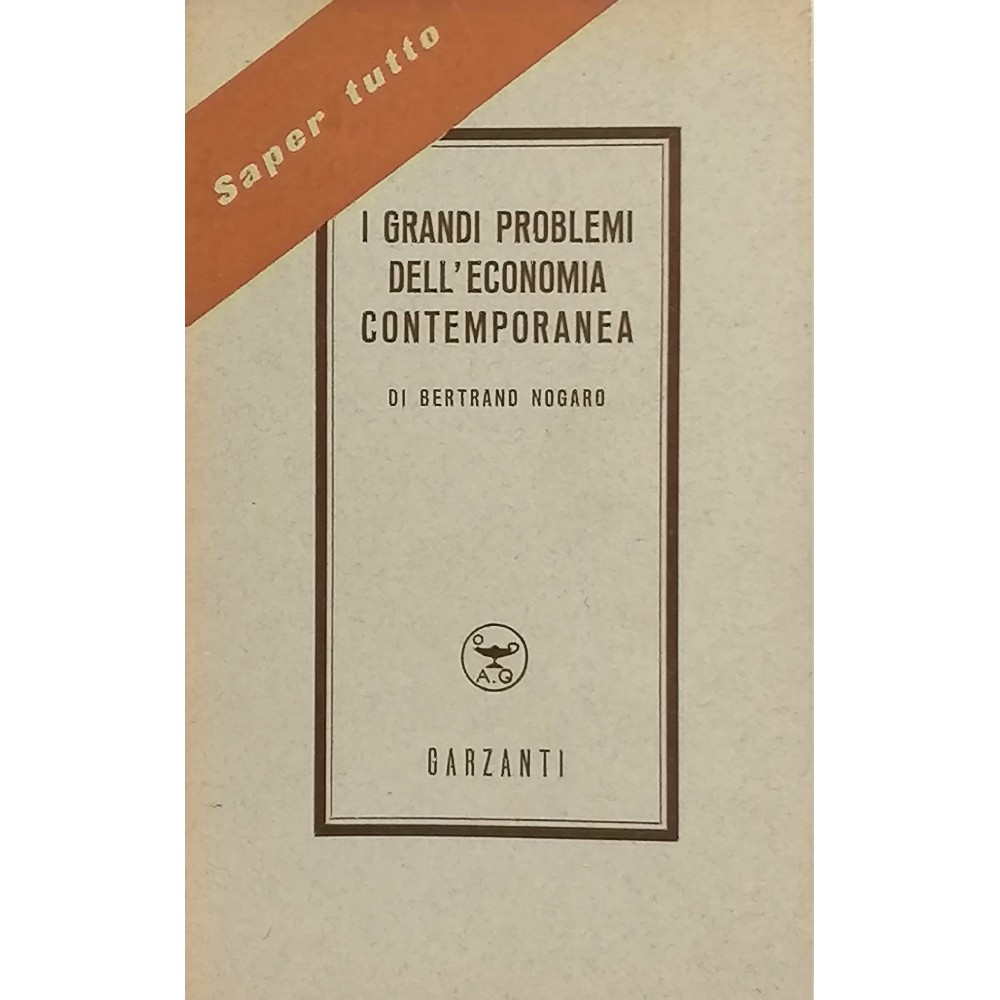 Saper tutto
I GRANDI PROBLEMI
DELL'ECONOMIA
CONTEMPORANEA
DI BERTRAND NOGARO
A.G
GARZANTI